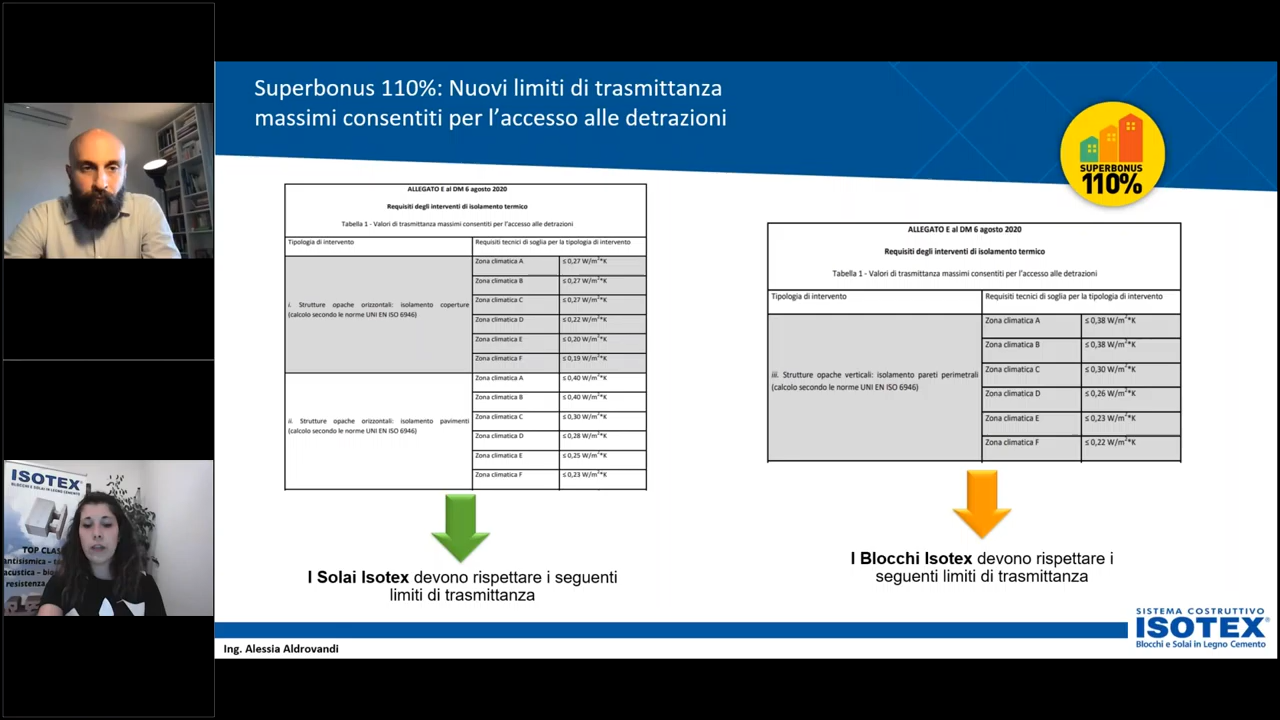 Superbonus 110%: Nuovi limiti di trasmittanza
massimi consentiti per l'accesso alle detrazioni
SUPERBONUS
110%
ALLEGATO E al DM 6 agosto 2020
Requisiti degli interventi di isolamento termico
Tabella 1 - Valori di trasmittanza massimi consentiti per l'accesso alle detrazioni
Tipologia di intervento Requisiti tecnici di soglia per la tipologia di intervento
i. Strutture opache orizzontali: isolamento coperture
(calcolo secondo le norme UNI EN ISO 6946)
Zona climatica A ≤ 0,27 W/m²*K
Zona climatica B ≤ 0,27 W/m²*K
Zona climatica C ≤ 0,27 W/m²*K
Zona climatica D ≤ 0,22 W/m²*K
Zona climatica E ≤ 0,20 W/m²*K
Zona climatica F ≤ 0,19 W/m²*K
ii. Strutture opache orizzontali: isolamento pavimenti
(calcolo secondo le norme UNI EN ISO 6946)
Zona climatica A ≤ 0,40 W/m²*K
Zona climatica B ≤ 0,40 W/m²*K
Zona climatica C ≤ 0,30 W/m²*K
Zona climatica D ≤ 0,28 W/m²*K
Zona climatica E ≤ 0,25 W/m²*K
Zona climatica F ≤ 0,23 W/m²*K
I Solai Isotex devono rispettare i seguenti
limiti di trasmittanza
ALLEGATO E al DM 6 agosto 2020
Requisiti degli interventi di isolamento termico
Tabella 1 - Valori di trasmittanza massimi consentiti per l'accesso alle detrazioni
Tipologia di intervento Requisiti tecnici di soglia per la tipologia di intervento
iii. Strutture opache verticali: isolamento pareti perimetrali
(calcolo secondo le norme UNI EN ISO 6946)
Zona climatica A ≤ 0,38 W/m²*K
Zona climatica B ≤ 0,38 W/m²*K
Zona climatica C ≤ 0,30 W/m²*K
Zona climatica D ≤ 0,26 W/m²*K
Zona climatica E ≤ 0,23 W/m²*K
Zona climatica F ≤ 0,22 W/m²*K
I Blocchi Isotex devono rispettare i
seguenti limiti di trasmittanza
Ing. Alessia Aldrovandi
SISTEMA COSTRUTTIVO
ISOTEX®
Blocchi e Solai in Legno Cemento
ISOTEX
BLOCCHI E SOLAI IN LEGNO CEMENTO
TOP CLAS
antisismica – t
acustica – bio
resistenza